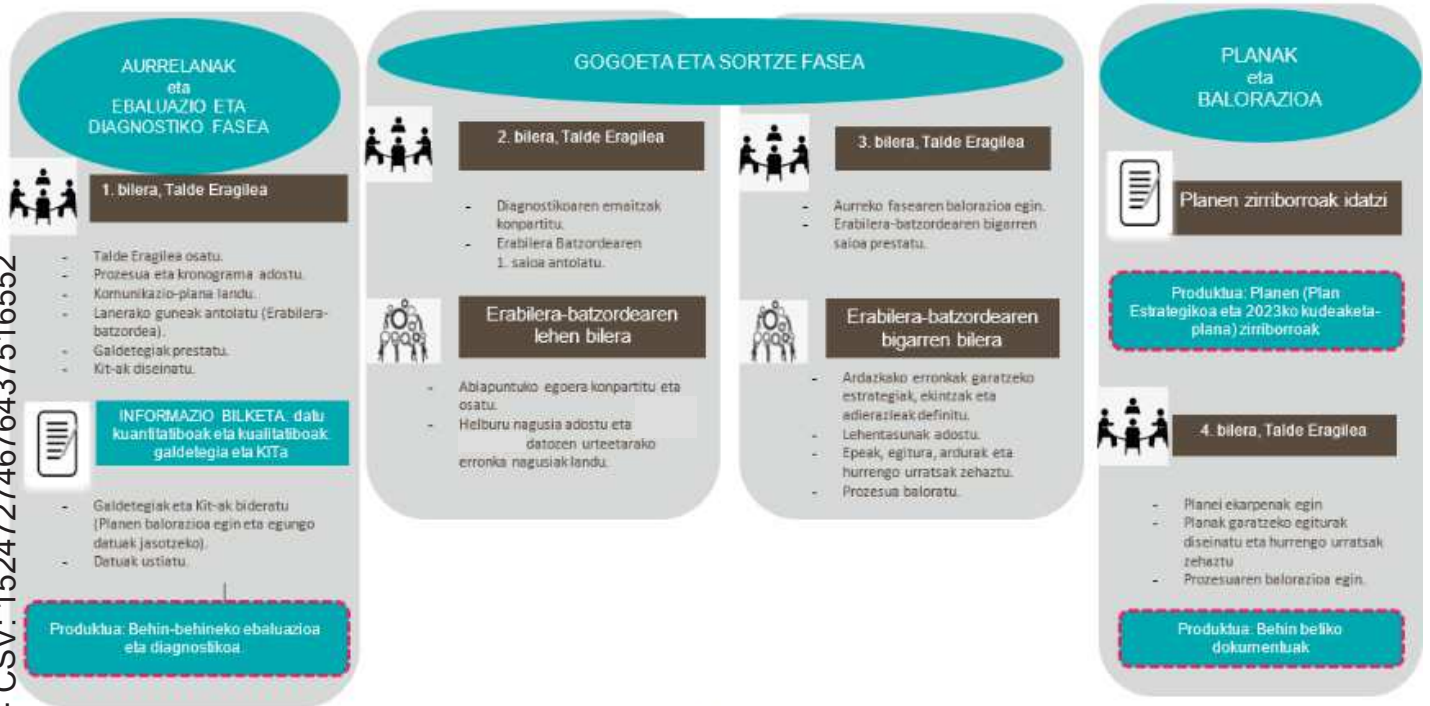 AURRELANAK
eta
EBALUAZIO ETA
DIAGNOSTIKO FASEA
1. bilera, Talde Eragilea
- Talde Eragilea osatu.
- Prozesua eta kronograma adostu.
- Komunikazio-plana landu.
- Lanerako guneak antolatu (Erabilera-
batzordea).
- Galdetegiak prestatu.
- Kit-ak diseinatu.
INFORMAZIO BILKETA: datu
kuantitatiboak eta kualitatiboak:
galdetegia eta KITa
- Galdetegiak eta Kit-ak bideratu
(Planen balorazioa egin eta egungo
datuak jasotzeko).
- Datuak ustiatu.
Produktua: Behin-behineko ebaluazioa
eta diagnostikoa
GOGOETA ETA SORTZE FASEA
2. bilera, Talde Eragilea
- Diagnostikoaren emaitzak
konpartitu.
- Erabilera Batzordearen
1. saioa antolatu.
Erabilera-batzordearen
lehen bilera
- Abiapuntuko egoera konpartitu eta
osatu.
- Helburu nagusia adostu eta
datozen urteetarako
erronka nagusiak landu.
3. bilera, Talde Eragilea
- Aurreko fasearen balorazioa egin.
- Erabilera-batzordearen bigarren
saioa prestatu.
Erabilera-batzordearen
bigarren bilera
- Ardazkako erronkak garatzeko
estrategiak, ekintzak eta
adierazleak definitu.
- Lehentasunak adostu.
- Epeak, egitura, ardurak eta
hurrengo urratsak zehaztu.
- Prozesua baloratu.
PLANAK
eta
BALORAZIOA
Planen zirriborroak idatzi
Produktua: Planen (Plan
Estrategikoa eta 2023ko kudeaketa-
plana) zirriborroak
4. bilera, Talde Eragilea
- Planei ekarpenak egin
- Planak garatzeko egiturak
diseinatu eta hurrengo urratsak
zehaztu
- Prozesuaren balorazioa egin.
Produktua: Behin betiko
dokumentuak
CSV: 1524727274676437516552